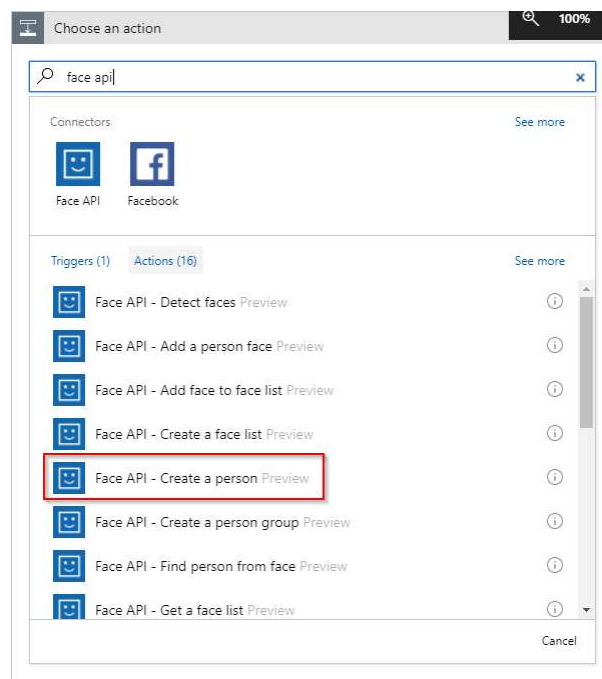 Choose an action
100%
face api
Connectors
See more
Face API
Facebook
Triggers (1)
Actions (16)
See more
Face API - Detect faces Preview
Face API - Add a person face Preview
Face API - Add face to face list Preview
Face API - Create a face list Preview
Face API - Create a person Preview
Face API - Create a person group Preview
Face API - Find person from face Preview
Face API - Get a face list Preview
Cancel